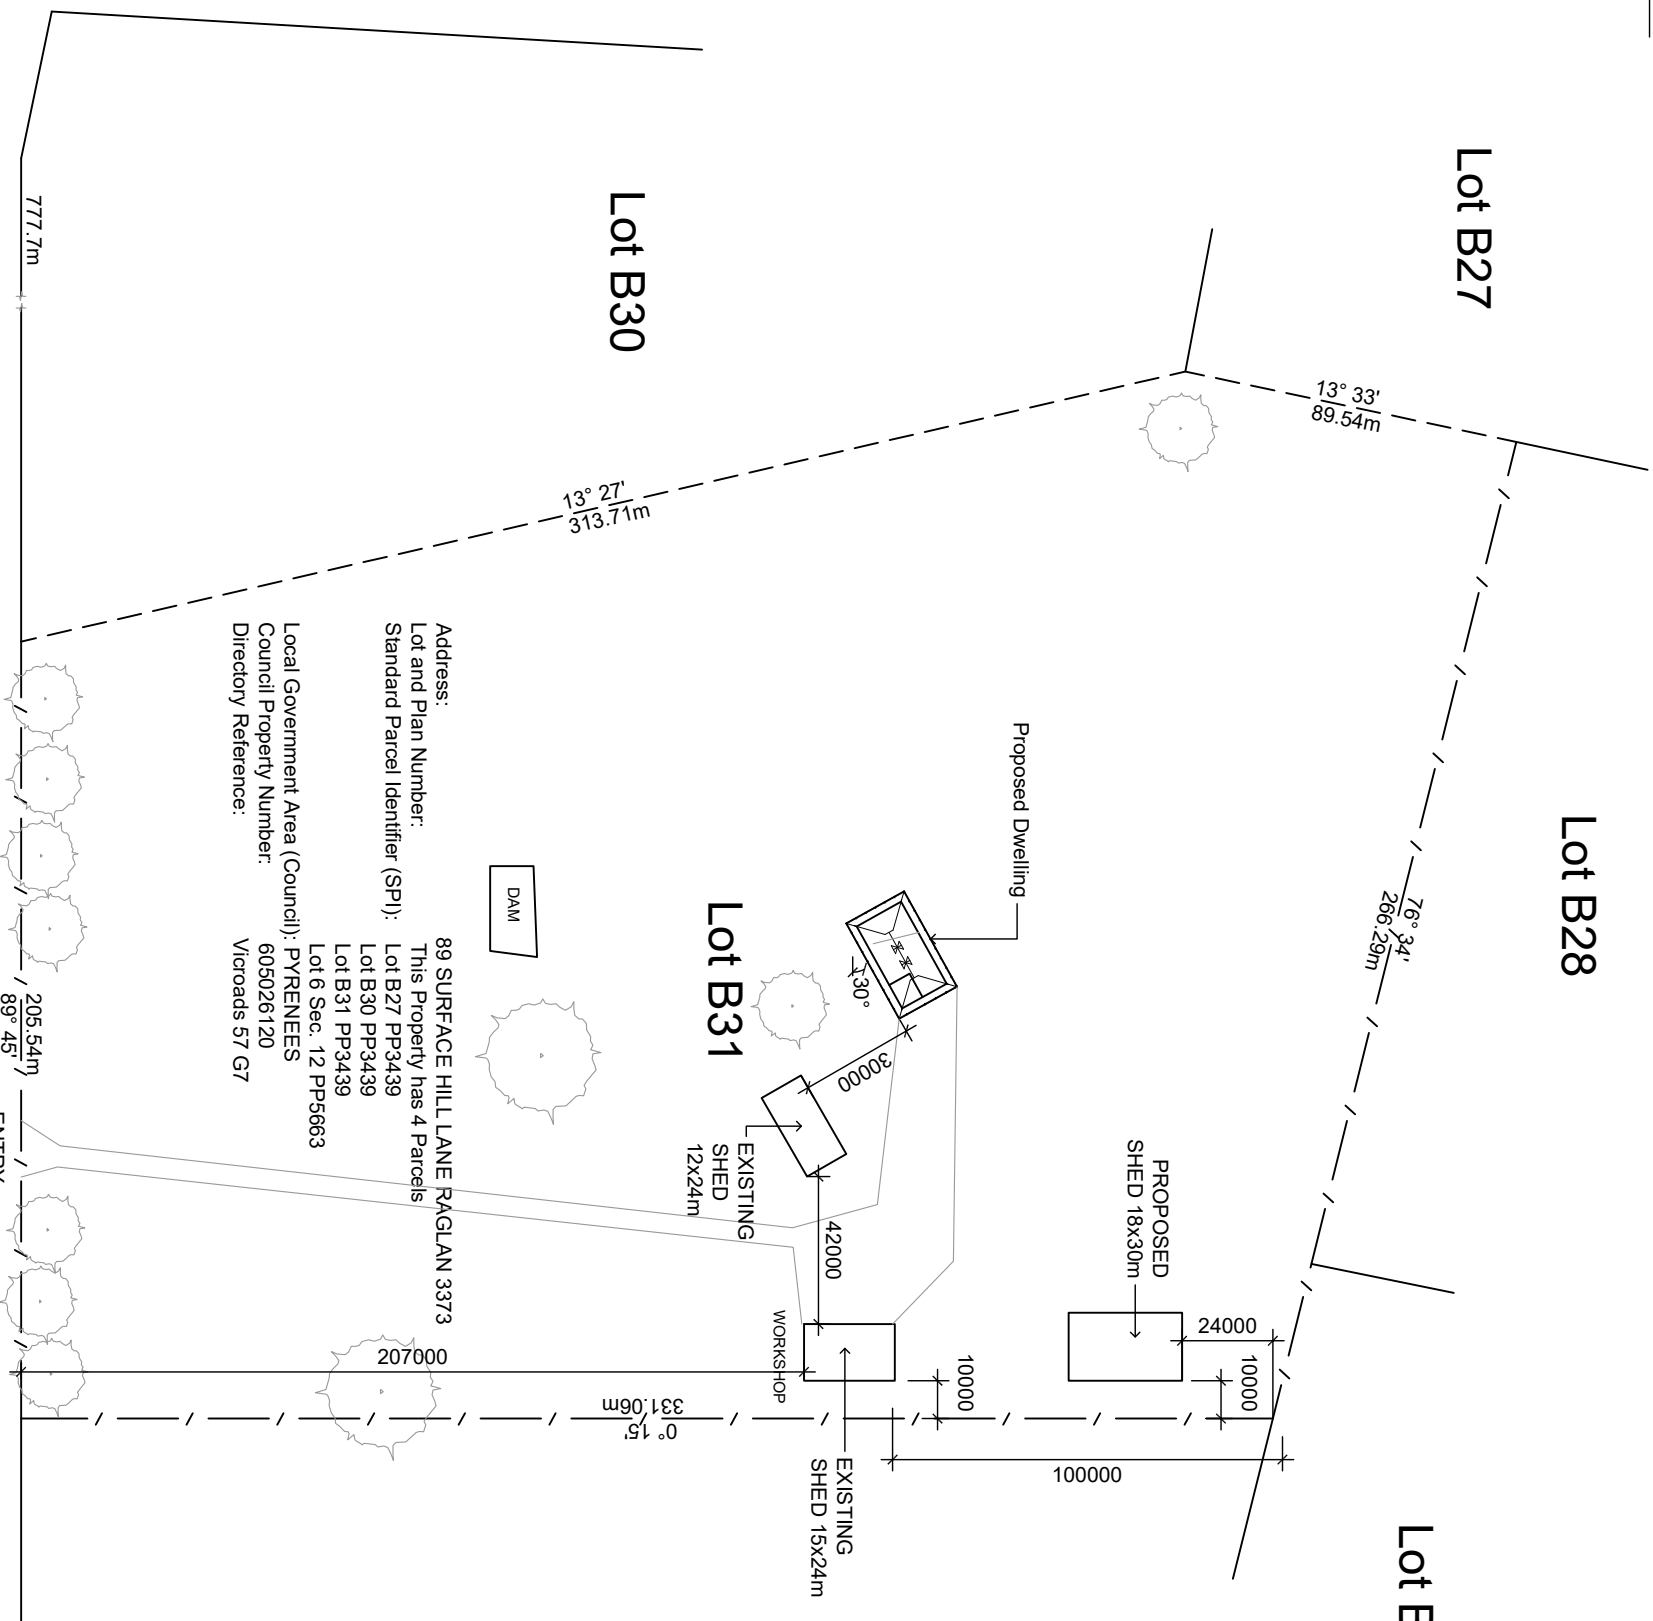 Lot B27
Lot B28
Lot B30
Lot B31
13° 33'
89.54m
76° 34'
266.29m
13° 27'
313.71m
777.7m
Proposed Dwelling
30°
30000
PROPOSED
SHED 18x30m
24000
10000
10000
100000
EXISTING
SHED
12x24m
42000
WORKSHOP
EXISTING
SHED 15x24m
207000
0° 15'
331.06m
DAM
Address: 89 SURFACE HILL LANE RAGLAN 3373
Lot and Plan Number: This Property has 4 Parcels
Standard Parcel Identifier (SPI): Lot B27 PP3439
Lot B30 PP3439
Lot B31 PP3439
Lot 6 Sec. 12 PP5663
Local Government Area (Council): PYRENEES
Council Property Number: 605026120
Directory Reference: Vicroads 57 G7
205.54m
89° 45'